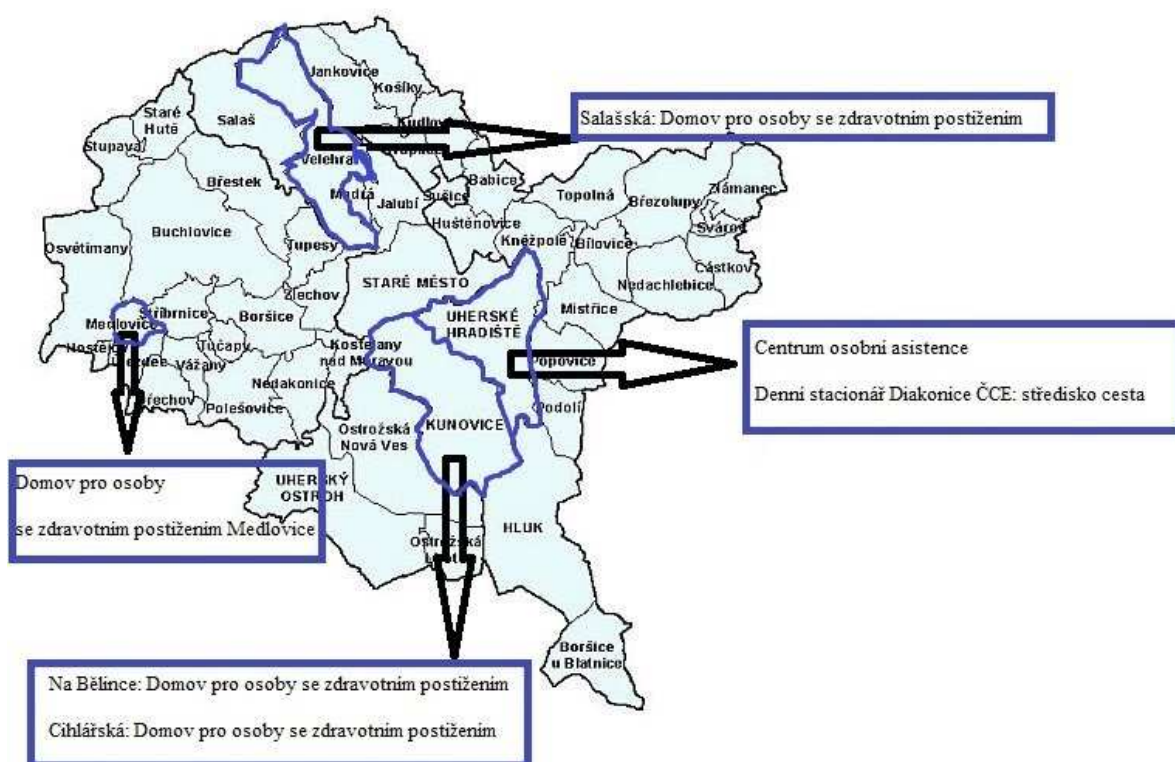 Jankovice
Košíky
Staré
Hutě
Salaš
Stupava
Salašská: Domov pro osoby se zdravotním postižením
Velehrad
Břestek
Modrá
Jalubí
Sušice
Babice
Topolná
Březolupy
Zlámanec
Svárov
Huštěnovice
Buchlovice
Osvětimany
Tupesy
Kněžpole
Bílovice
Částkov
Nedachlebice
STARÉ MĚSTO
Zlechov
Mistřice
Stříbrnice
Boršice
UHERSKÉ
HRADIŠTĚ
Medlovice
Tučapy
Vážany
Kostelany
nad Moravou
Popovice
Centrum osobní asistence
Denní stacionář Diakonice ČCE: středisko cesta
Nedakonice
Polešovice
Podolí
KUNOVICE
Ostrožská
Nová Ves
UHERSKÝ
OSTROH
Domov pro osoby
se zdravotním postižením Medlovice
HLUK
Ostrožská
Boršice
u Blatnice
Na Bělince: Domov pro osoby se zdravotním postižením
Cihlářská: Domov pro osoby se zdravotním postižením